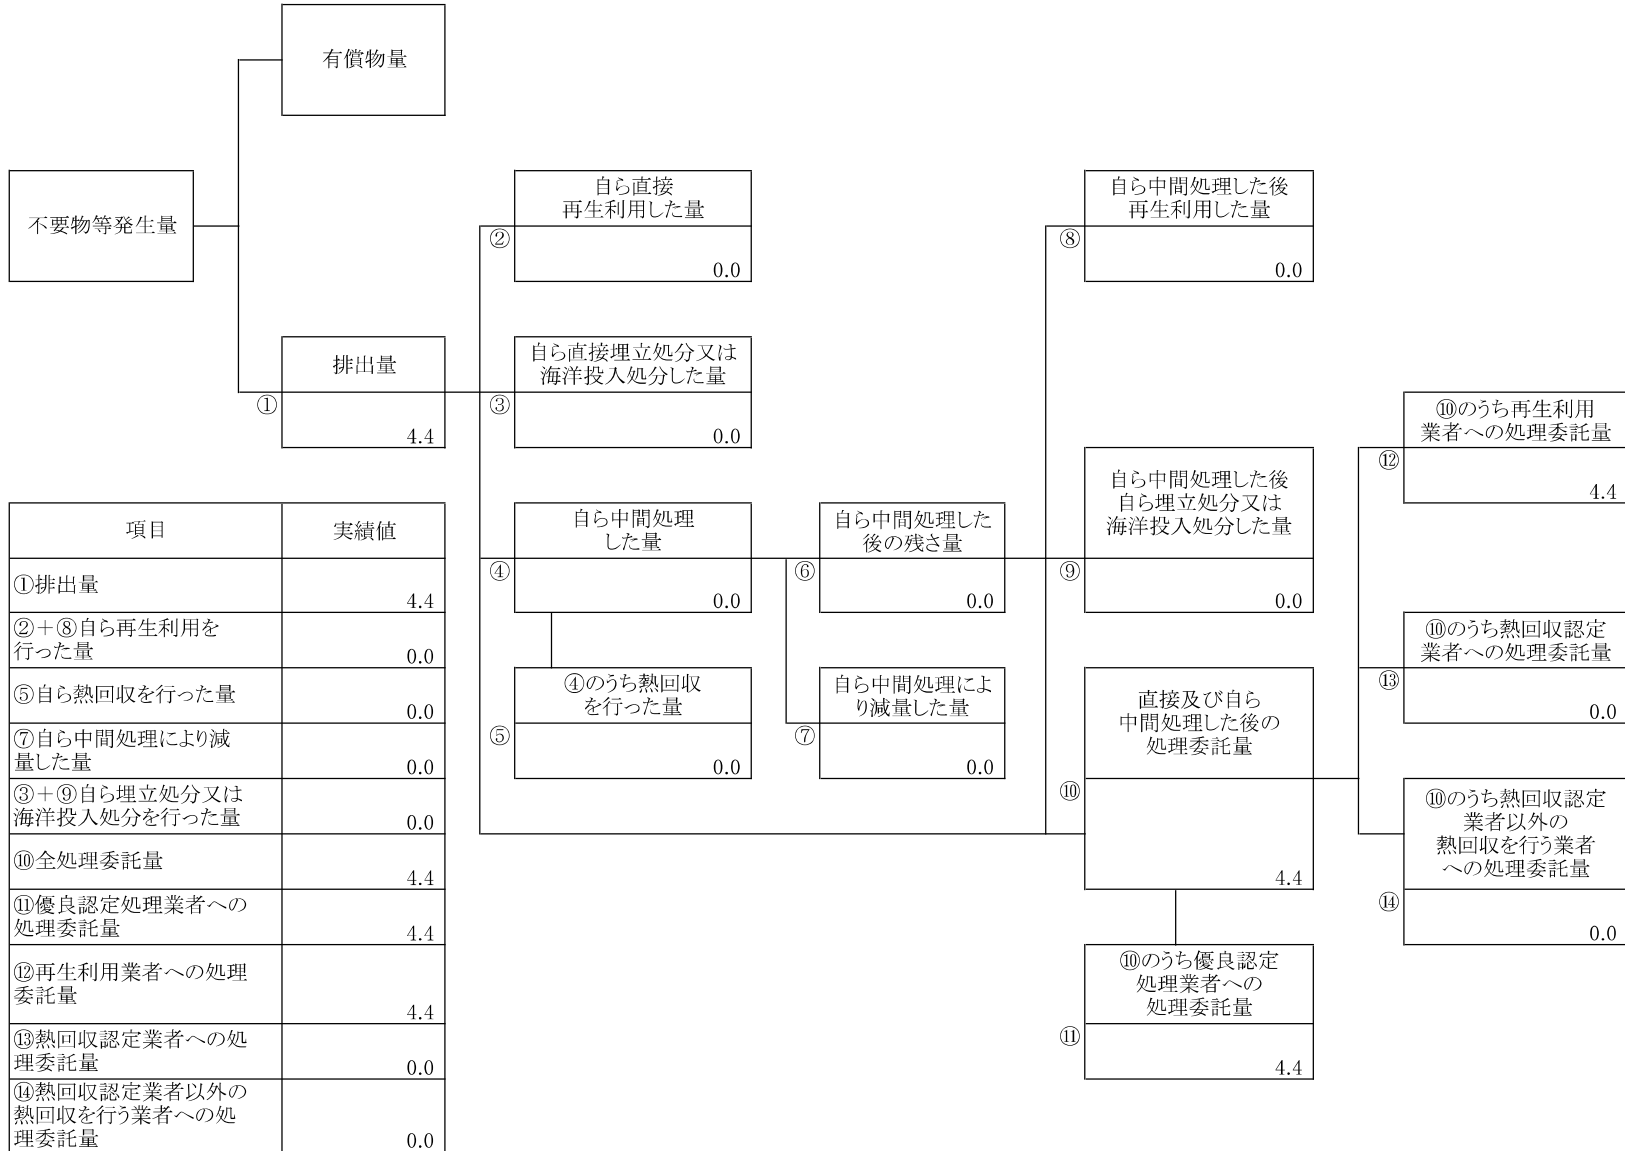 有償物量
不要物等発生量
排出量
①
4.4
自ら直接
再生利用した量
②
0.0
自ら直接埋立処分又は
海洋投入処分した量
③
0.0
自ら中間処理
した量
④
0.0
④のうち熱回収
を行った量
⑤
0.0
自ら中間処理した
後の残さ量
⑥
0.0
自ら中間処理によ
り減量した量
⑦
0.0
自ら中間処理した後
再生利用した量
⑧
0.0
自ら中間処理した後
自ら埋立処分又は
海洋投入処分した量
⑨
0.0
直接及び自ら
中間処理した後の
処理委託量
⑩
4.4
⑩のうち優良認定
処理業者への
処理委託量
⑪
4.4
⑩のうち再生利用
業者への処理委託量
⑫
4.4
⑩のうち熱回収認定
業者への処理委託量
⑬
0.0
⑩のうち熱回収認定
業者以外の
熱回収を行う業者
への処理委託量
⑭
0.0
項目 実績値
①排出量
4.4
②＋⑧自ら再生利用を
行った量
0.0
⑤自ら熱回収を行った量
0.0
⑦自ら中間処理により減
量した量
0.0
③＋⑨自ら埋立処分又は
海洋投入処分を行った量
0.0
⑩全処理委託量
4.4
⑪優良認定処理業者への
処理委託量
4.4
⑫再生利用業者への処理
委託量
4.4
⑬熱回収認定業者への処
理委託量
0.0
⑭熱回収認定業者以外の
熱回収を行う業者への処
理委託量
0.0